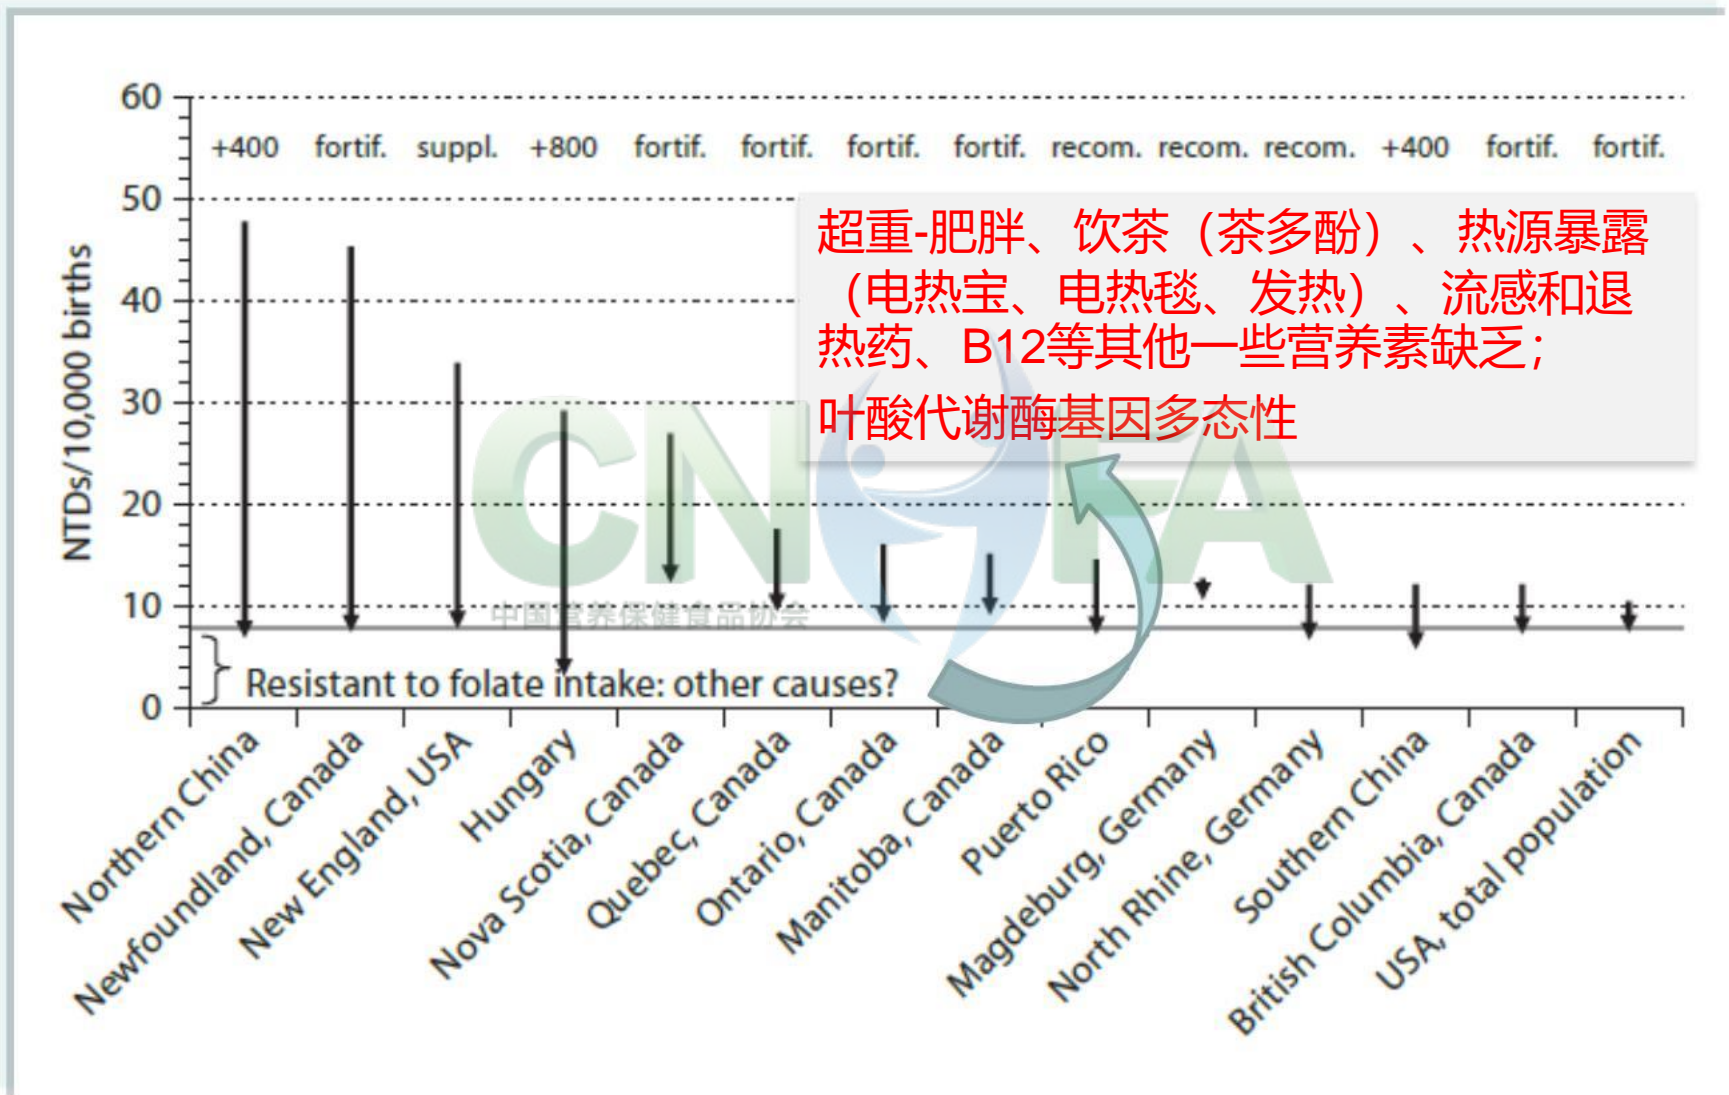 60
+400 fortif. suppl. +800 fortif. fortif. fortif. fortif. recom. recom. recom. +400 fortif. fortif.
50
超重-肥胖、饮茶（茶多酚）、热源暴露
（电热宝、电热毯、发热）、流感和退
热药、B12等其他一些营养素缺乏；
叶酸代谢酶基因多态性
40
30
20
10
0
NTDs/10,000 births
CNHFA
中国营养保健食品协会
Resistant to folate intake: other causes?
Northern China
Newfoundland, Canada
New England, USA
Hungary
Nova Scotia, Canada
Quebec, Canada
Ontario, Canada
Manitoba, Canada
Puerto Rico
Magdeburg, Germany
North Rhine, Germany
Southern China
British Columbia, Canada
USA, total population